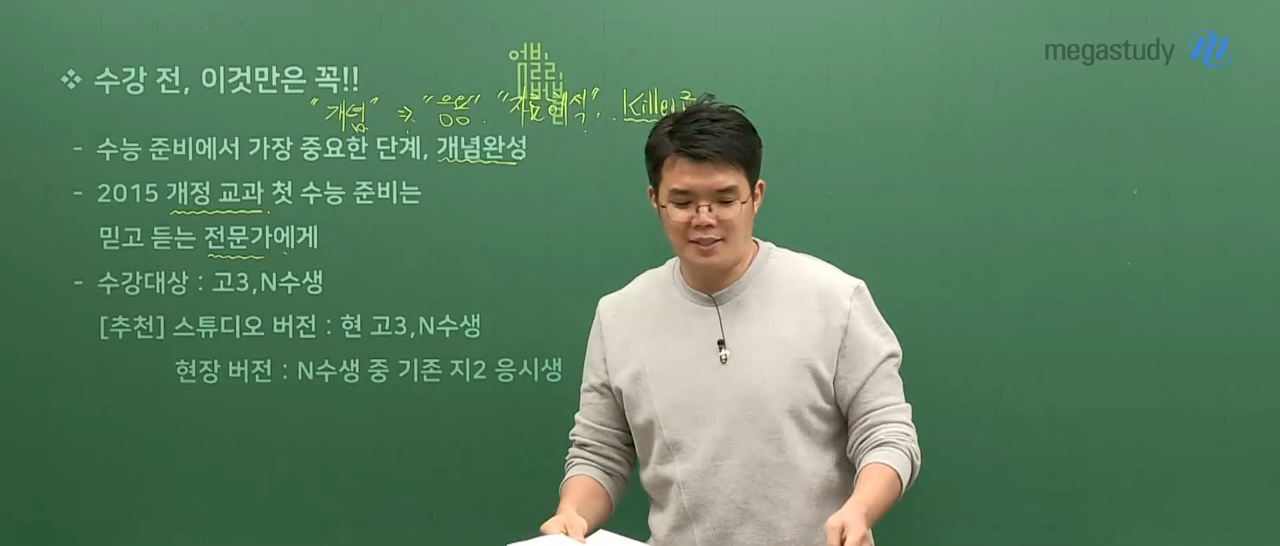 megastudy
❖ 수강 전, 이것만은 꼭!!
"개념" ⇒ "응용" "자료해석" Killer
- 수능 준비에서 가장 중요한 단계, 개념완성
- 2015 개정 교과 첫 수능 준비는
믿고 듣는 전문가에게
- 수강대상 : 고3,N수생
[추천] 스튜디오 버전 : 현 고3,N수생
현장 버전 : N수생 중 기존 지2 응시생